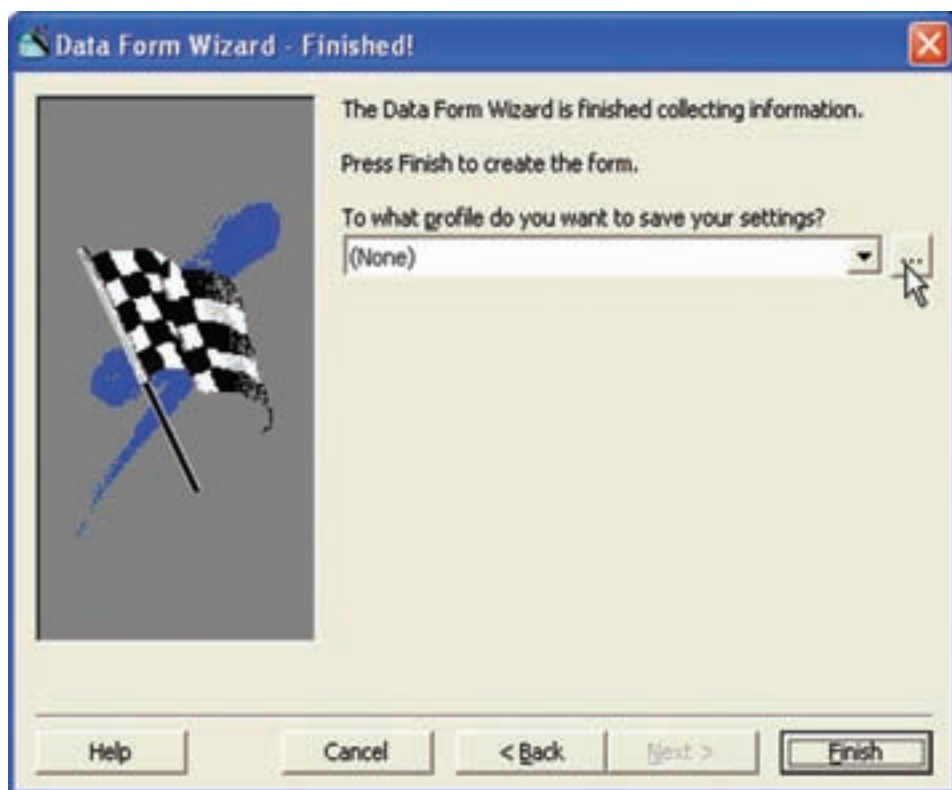 Data Form Wizard - Finished!
The Data Form Wizard is finished collecting information.
Press Finish to create the form.
To what profile do you want to save your settings?
(None)
...
Help
Cancel
< Back
Next >
Finish